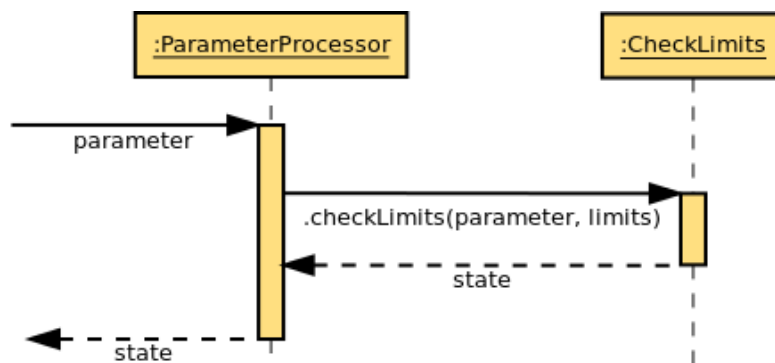 :ParameterProcessor
:CheckLimits
parameter
.checkLimits(parameter, limits)
state
state